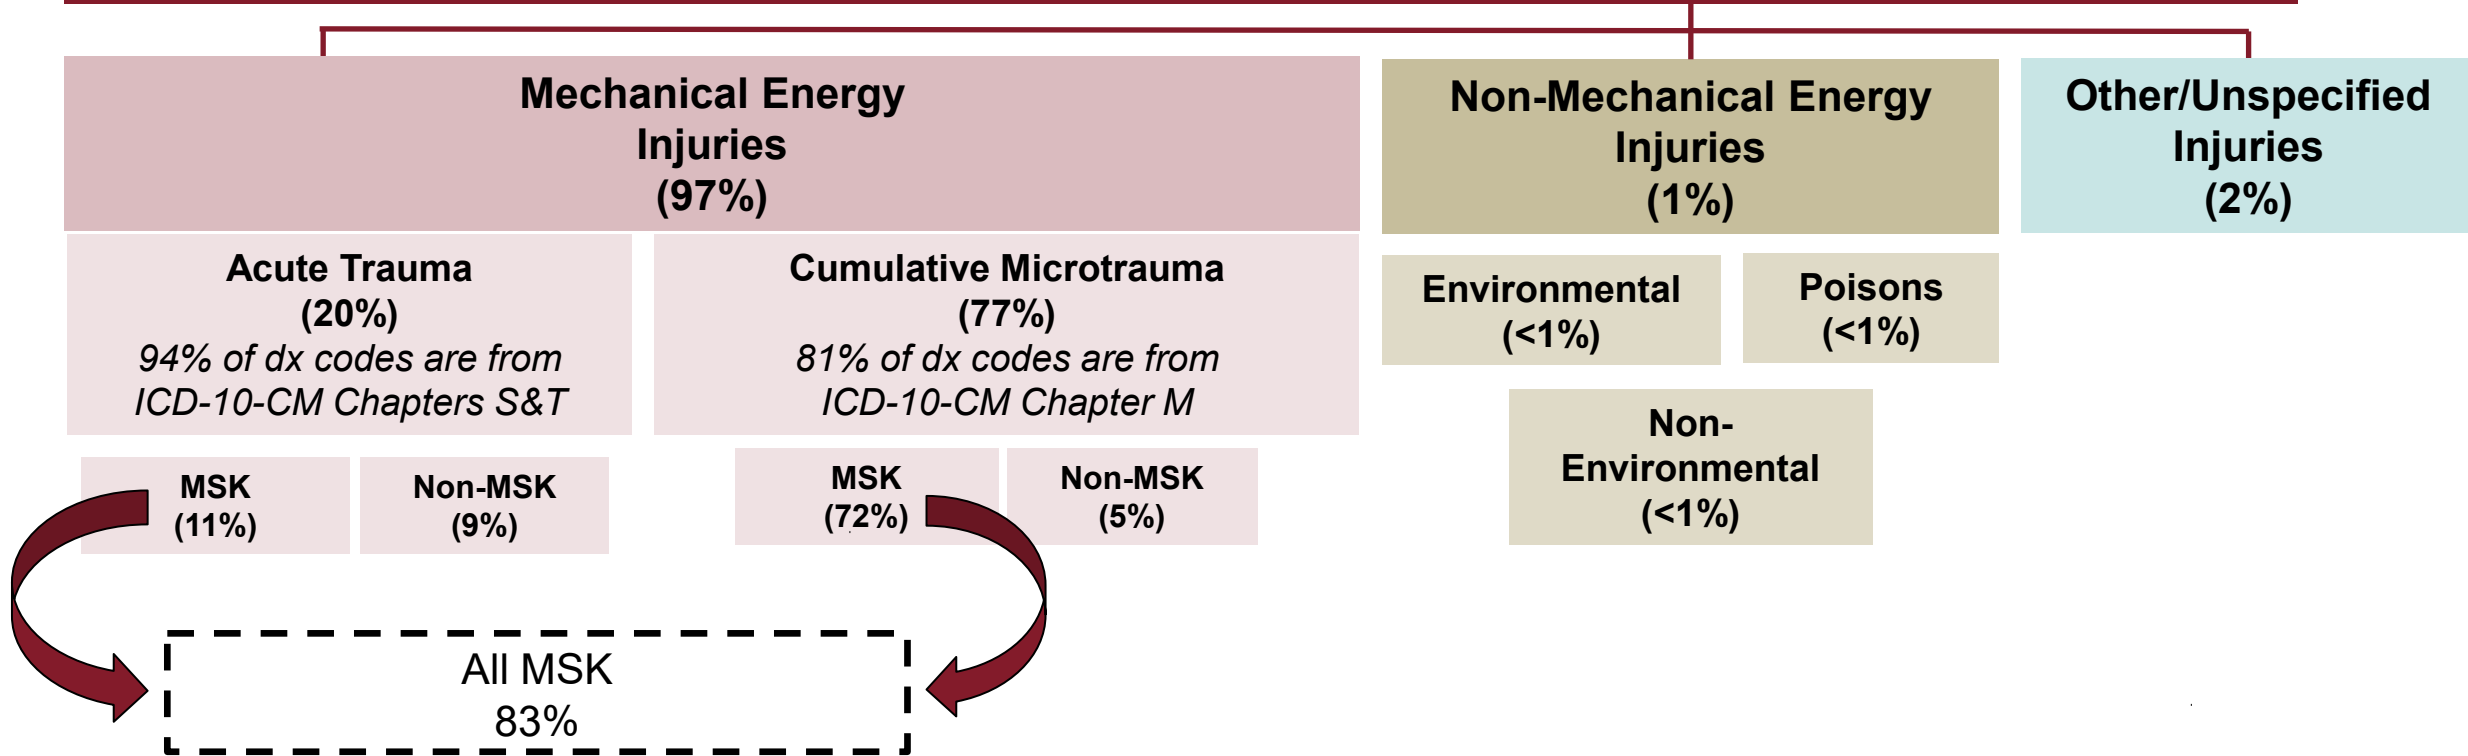 Mechanical Energy
Injuries
(97%)
Non-Mechanical Energy
Injuries
(1%)
Other/Unspecified
Injuries
(2%)
Acute Trauma
(20%)
94% of dx codes are from
ICD-10-CM Chapters S&T
Cumulative Microtrauma
(77%)
81% of dx codes are from
ICD-10-CM Chapter M
Environmental
(<1%)
Poisons
(<1%)
Non-
Environmental
(<1%)
MSK
(11%)
Non-MSK
(9%)
MSK
(72%)
Non-MSK
(5%)
All MSK
83%